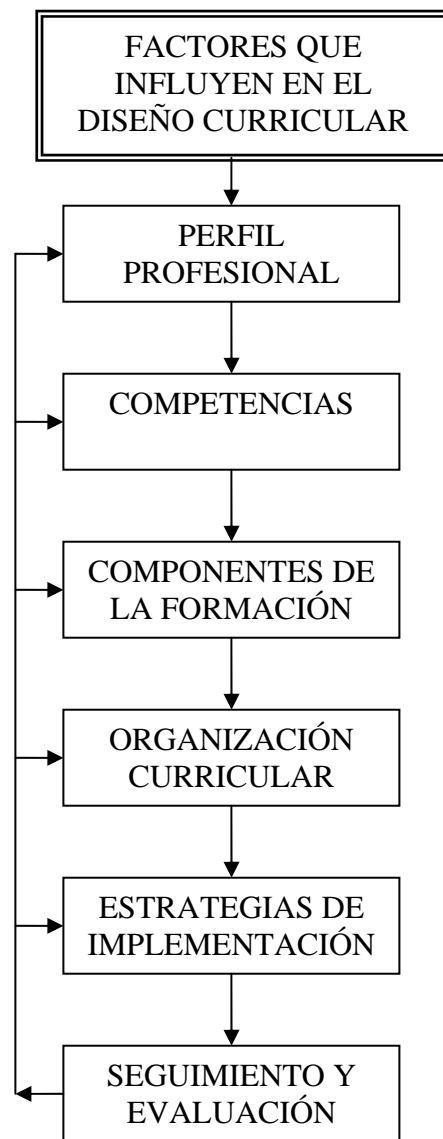 FACTORES QUE
INFLUYEN EN EL
DISEÑO CURRICULAR
PERFIL
PROFESIONAL
COMPETENCIAS
COMPONENTES DE
LA FORMACIÓN
ORGANIZACIÓN
CURRICULAR
ESTRATEGIAS DE
IMPLEMENTACIÓN
SEGUIMIENTO Y
EVALUACIÓN